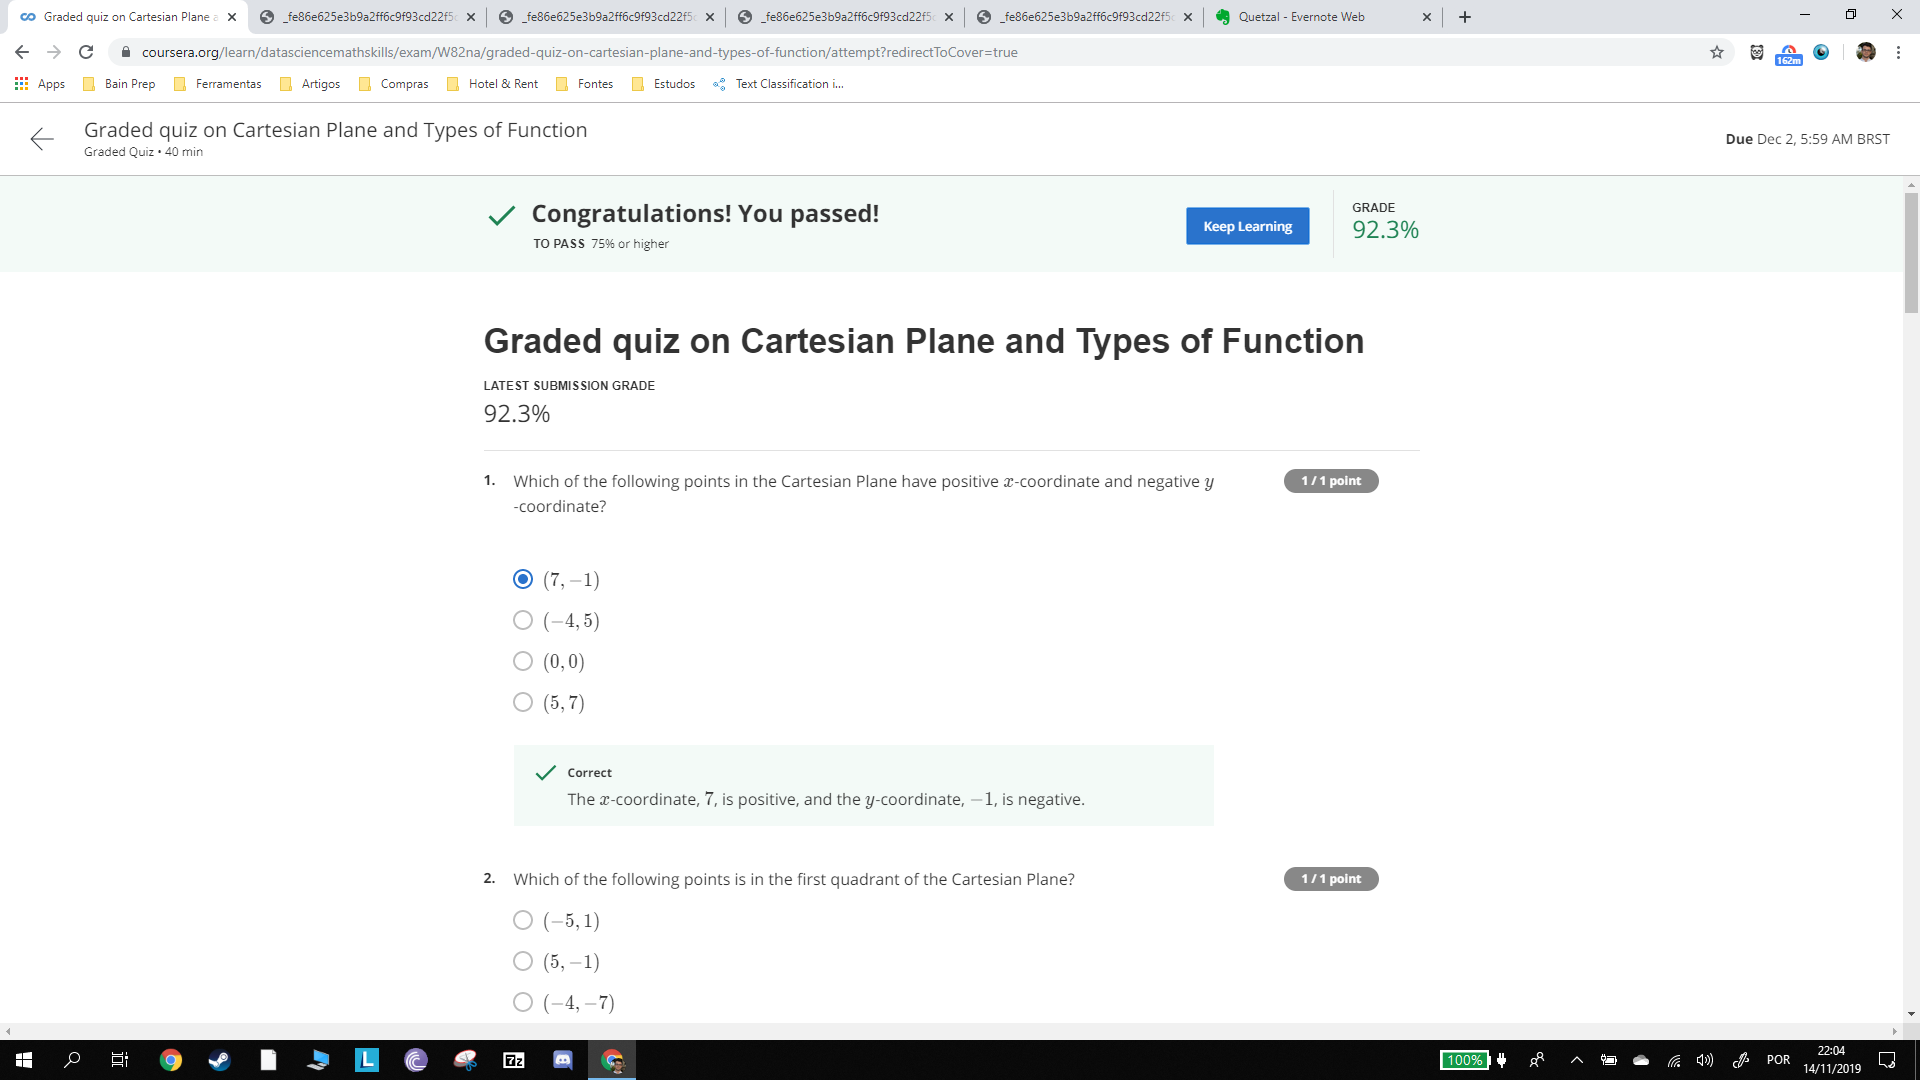 Graded quiz on Cartesian Plane a
_fe86e625e3b9a2ff6c9f93cd22f5c
_fe86e625e3b9a2ff6c9f93cd22f5c
_fe86e625e3b9a2ff6c9f93cd22f5c
_fe86e625e3b9a2ff6c9f93cd22f5c
Quetzal - Evernote Web
coursera.org/learn/datasciencemathskills/exam/W82na/graded-quiz-on-cartesian-plane-and-types-of-function/attempt?redirectToCover=true
162m
Apps Bain Prep Ferramentas Artigos Compras Hotel & Rent Fontes Estudos Text Classification i...
Graded quiz on Cartesian Plane and Types of Function
Graded Quiz • 40 min
Due Dec 2, 5:59 AM BRST
Congratulations! You passed!
TO PASS 75% or higher
Keep Learning
GRADE
92.3%
Graded quiz on Cartesian Plane and Types of Function
LATEST SUBMISSION GRADE
92.3%
1. Which of the following points in the Cartesian Plane have positive x-coordinate and negative y
-coordinate?
1 / 1 point
(7, −1)
(−4, 5)
(0, 0)
(5, 7)
Correct
The x-coordinate, 7, is positive, and the y-coordinate, −1, is negative.
2. Which of the following points is in the first quadrant of the Cartesian Plane?
1 / 1 point
(−5, 1)
(5, −1)
(−4, −7)
L
7z
100%
POR
22:04
14/11/2019